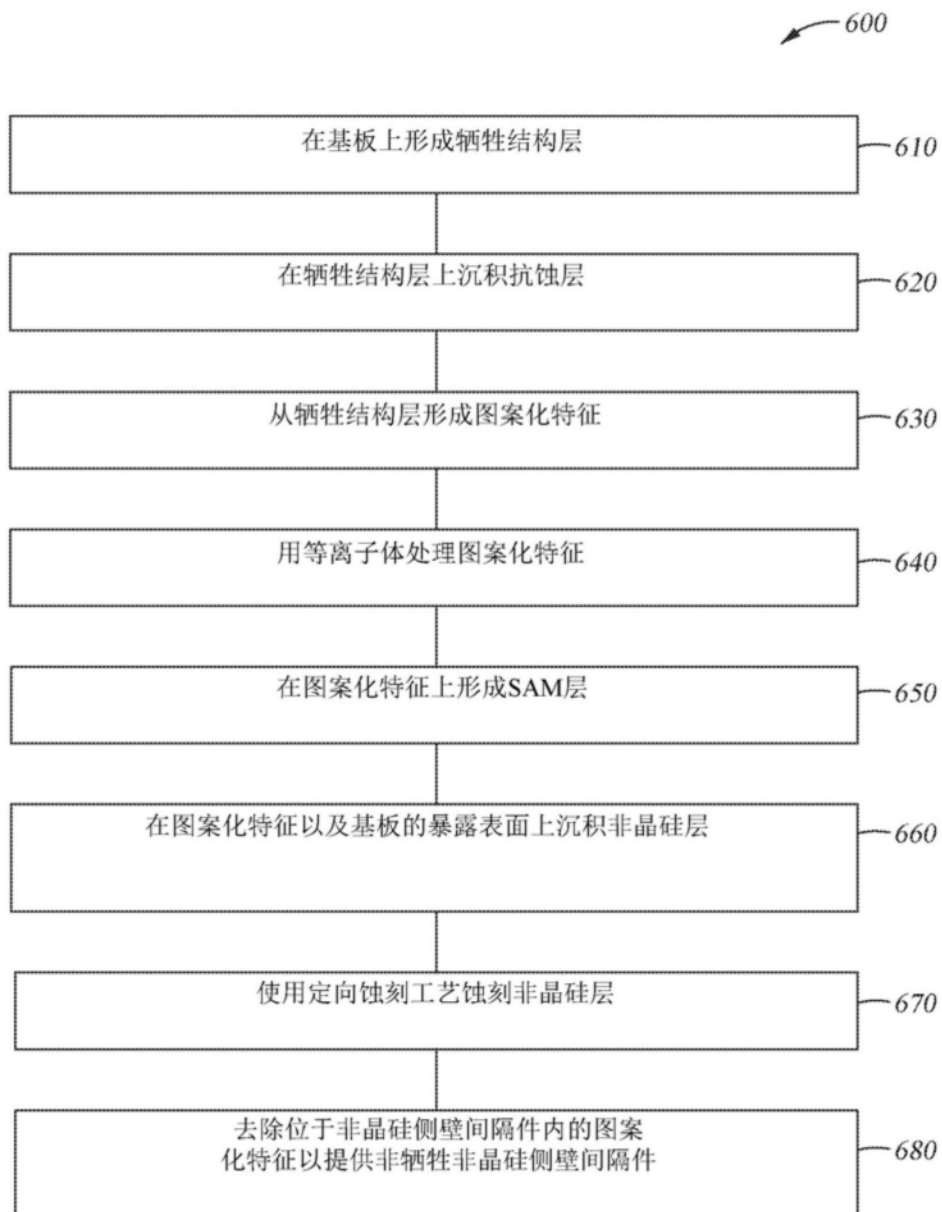 600
在基板上形成牺牲结构层
610
在牺牲结构层上沉积抗蚀层
620
从牺牲结构层形成图案化特征
630
用等离子体处理图案化特征
640
在图案化特征上形成SAM层
650
在图案化特征以及基板的暴露表面上沉积非晶硅层
660
使用定向蚀刻工艺蚀刻非晶硅层
670
去除位于非晶硅侧壁间隔件内的图案
化特征以提供非牺牲非晶硅侧壁间隔件
680